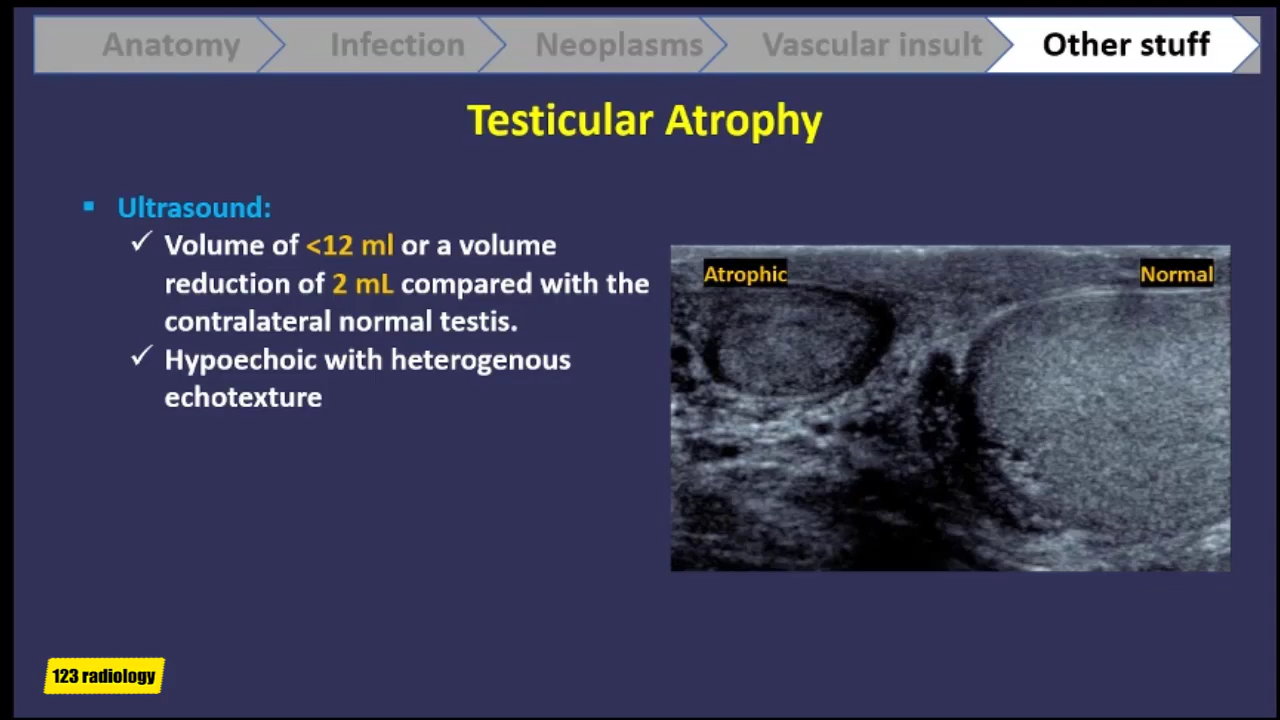 Anatomy Infection Neoplasms Vascular insult Other stuff
Testicular Atrophy
▪ Ultrasound:
✓ Volume of <12 ml or a volume
reduction of 2 mL compared with the
contralateral normal testis.
✓ Hypoechoic with heterogenous
echotexture
Atrophic Normal
123 radiology